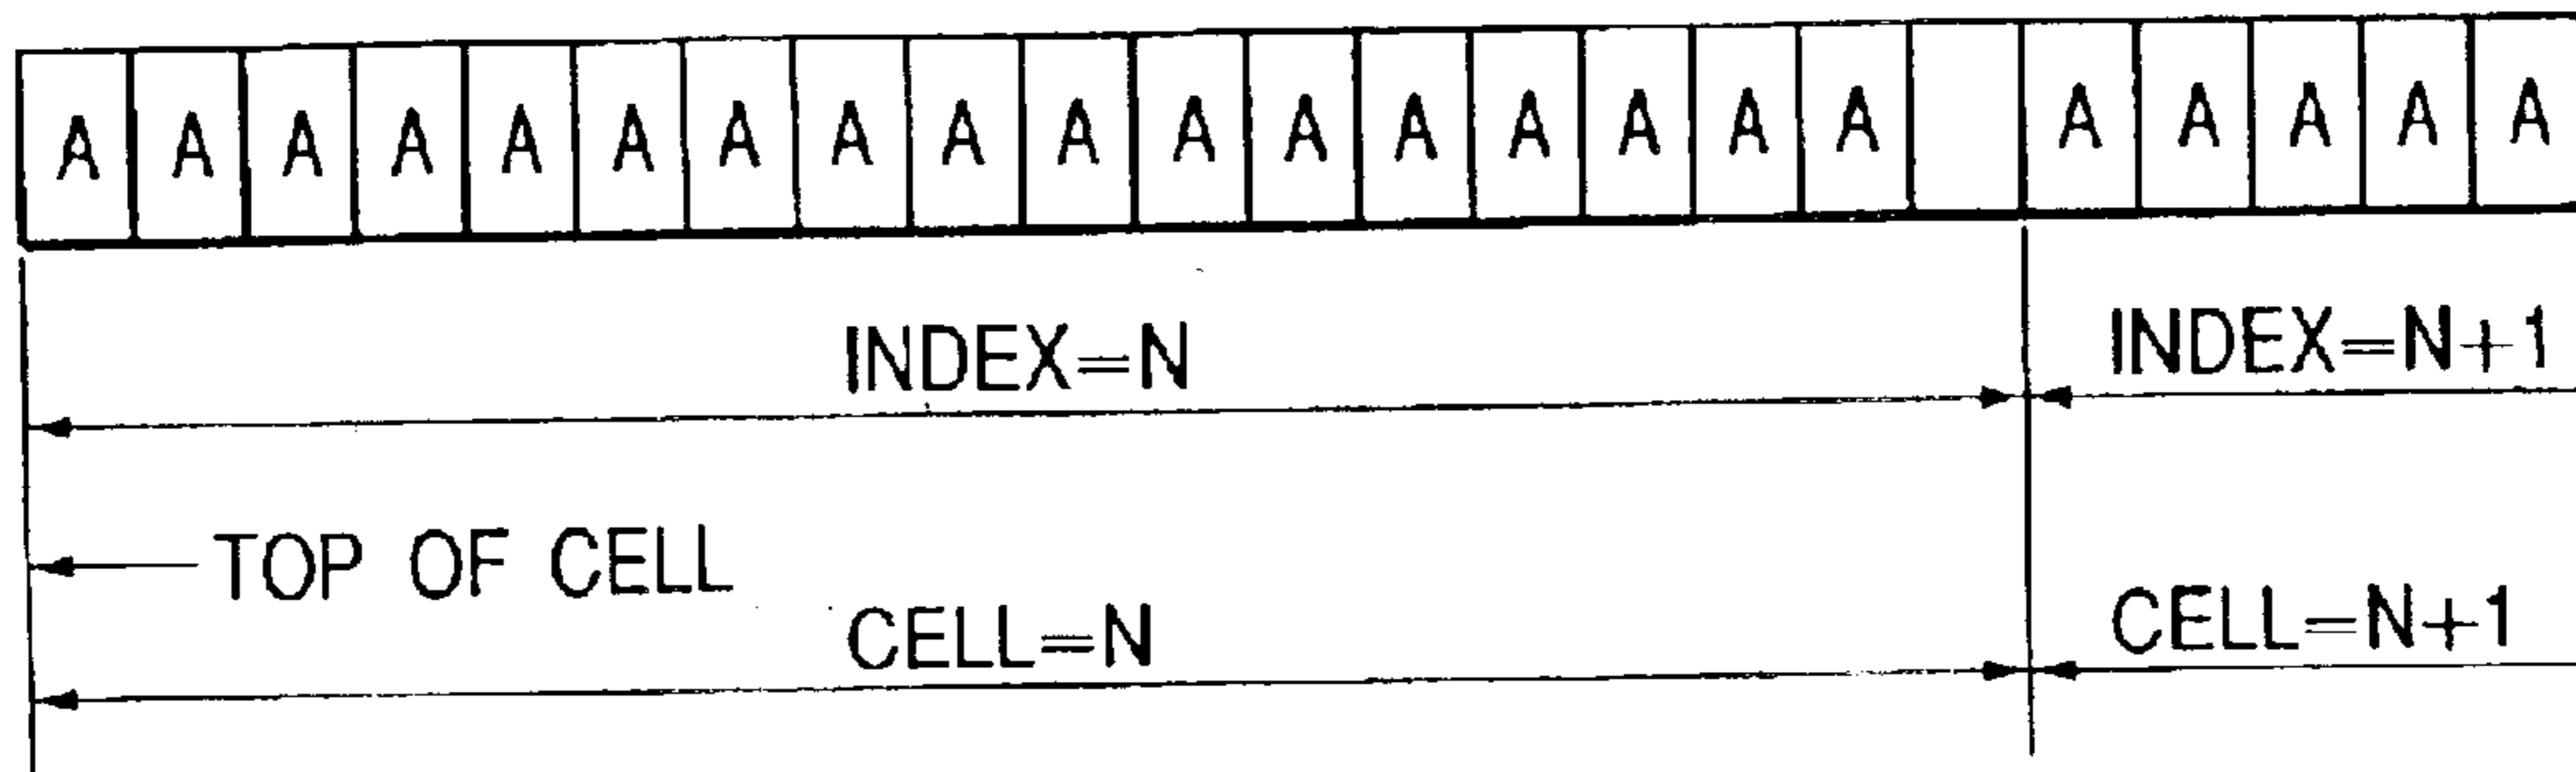 A A A A A A A A A A A A A A A A A A A A A A
INDEX=N INDEX=N+1
TOP OF CELL
CELL=N CELL=N+1